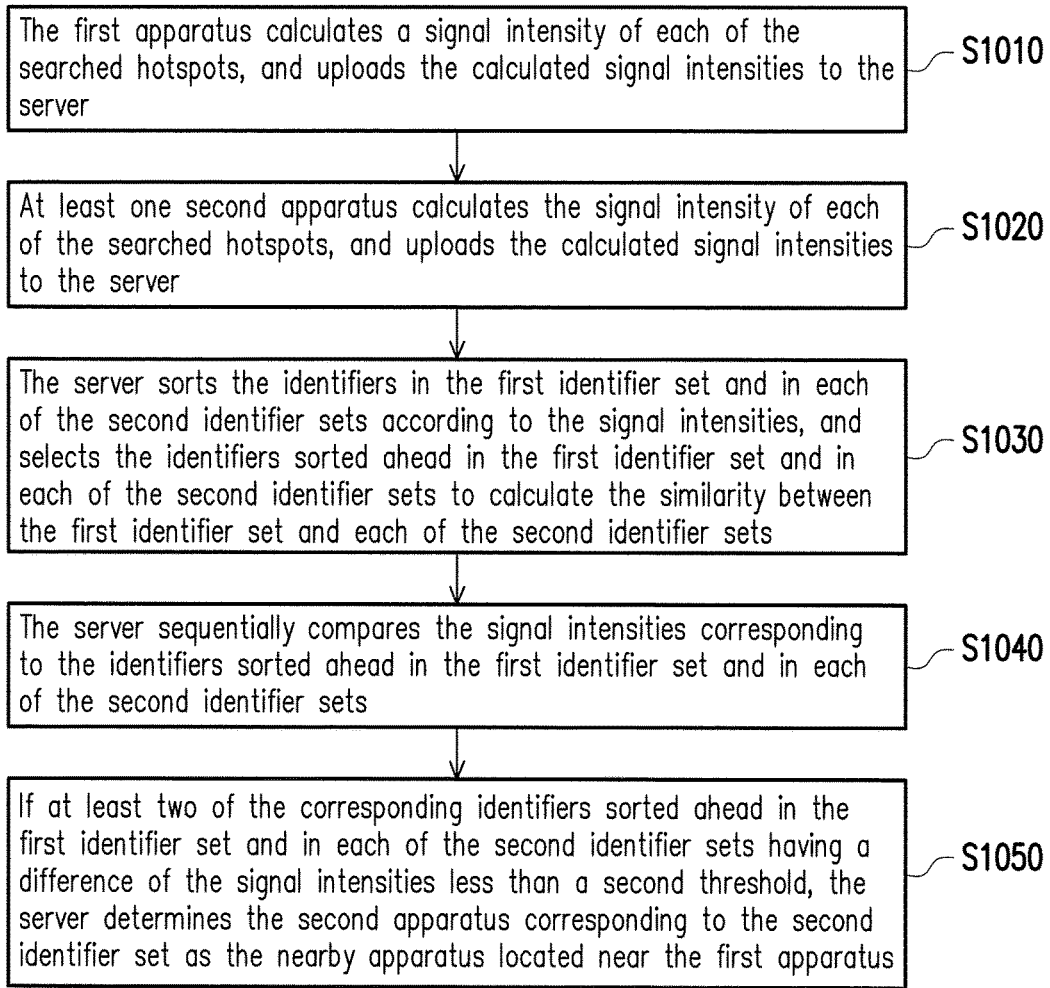 The first apparatus calculates a signal intensity of each of the
searched hotspots, and uploads the calculated signal intensities to the
server
S1010
At least one second apparatus calculates the signal intensity of each
of the searched hotspots, and uploads the calculated signal intensities
to the server
S1020
The server sorts the identifiers in the first identifier set and in each
of the second identifier sets according to the signal intensities, and
selects the identifiers sorted ahead in the first identifier set and in
each of the second identifier sets to calculate the similarity between
the first identifier set and each of the second identifier sets
S1030
The server sequentially compares the signal intensities corresponding
to the identifiers sorted ahead in the first identifier set and in each
of the second identifier sets
S1040
If at least two of the corresponding identifiers sorted ahead in the
first identifier set and in each of the second identifier sets having a
difference of the signal intensities less than a second threshold, the
server determines the second apparatus corresponding to the second
identifier set as the nearby apparatus located near the first apparatus
S1050